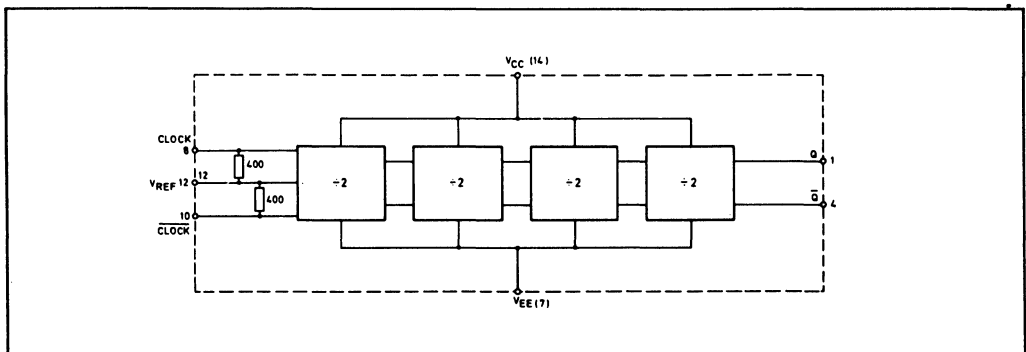 VCC (14)
CLOCK
8
400
÷2
÷2
÷2
÷2
Q
1
VREF 12
12
400
10
CLOCK
Q
4
VEE (7)